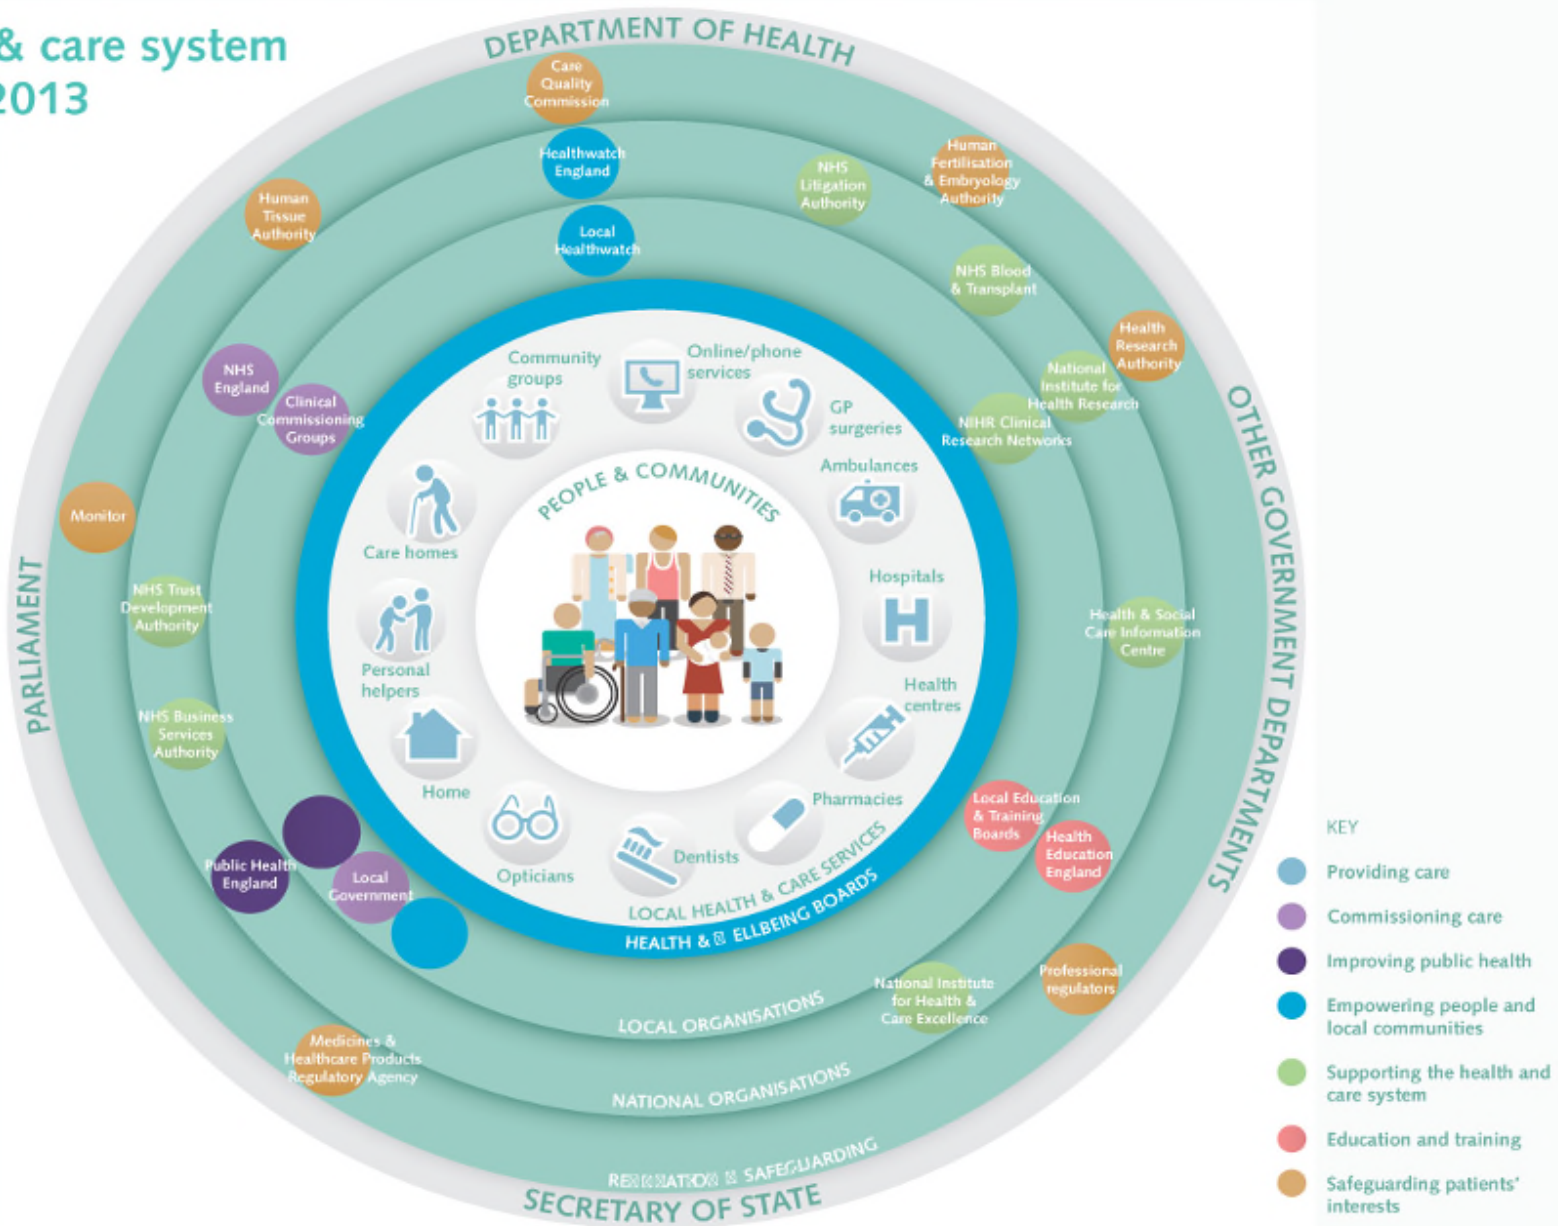 & care system
2013
DEPARTMENT OF HEALTH
Care
Quality
Commission
Healthwatch
England
Local
Healthwatch
Human
Tissue
Authority
NHS
Litigation
Authority
Human
Fertilisation
& Embryology
Authority
NHS Blood
& Transplant
Health
Research
Authority
National
Institute for
Health Research
NIHR Clinical
Research Networks
NHS
England
Clinical
Commissioning
Groups
Monitor
NHS Trust
Development
Authority
NHS Business
Services
Authority
PARLIAMENT
OTHER GOVERNMENT DEPARTMENTS
Community
groups
Online/phone
services
GP
surgeries
Ambulances
Care homes
PEOPLE & COMMUNITIES
Hospitals
Personal
helpers
Health
centres
Home
Pharmacies
Opticians
Dentists
LOCAL HEALTH & CARE SERVICES
HEALTH & ELLBEING BOARDS
Health & Social
Care Information
Centre
Local Education
& Training
Boards
Health
Education
England
Public Health
England
Local
Government
National Institute
for Health &
Care Excellence
Professional
regulators
Medicines &
Healthcare Products
Regulatory Agency
LOCAL ORGANISATIONS
NATIONAL ORGANISATIONS
SAFEGUARDING
SECRETARY OF STATE
KEY
Providing care
Commissioning care
Improving public health
Empowering people and
local communities
Supporting the health and
care system
Education and training
Safeguarding patients'
interests